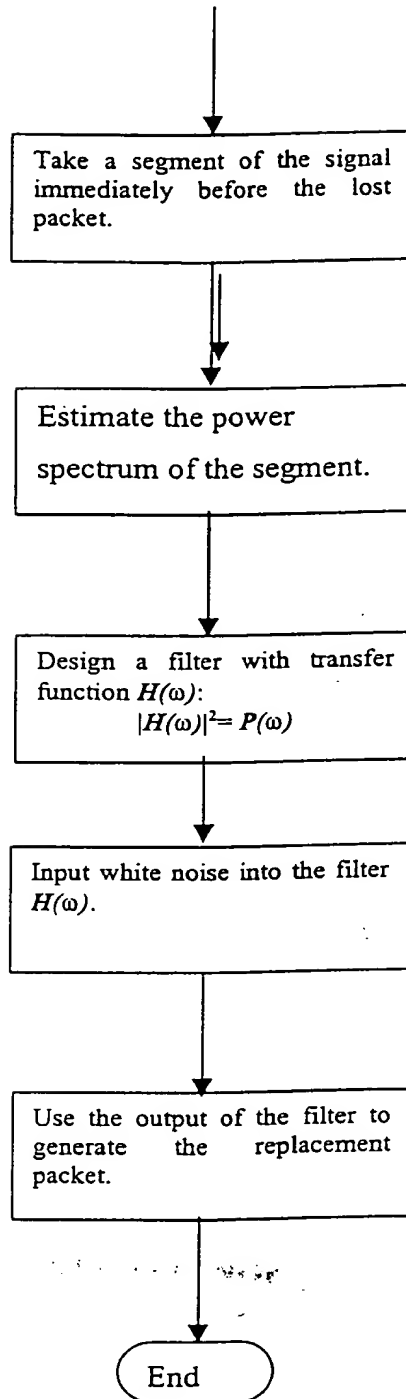 Take a segment of the signal
immediately before the lost
packet.
Estimate the power
spectrum of the segment.
Design a filter with transfer
function H(ω):
|H(ω)|²= P(ω)
Input white noise into the filter
H(ω).
Use the output of the filter to
generate the replacement
packet.
End